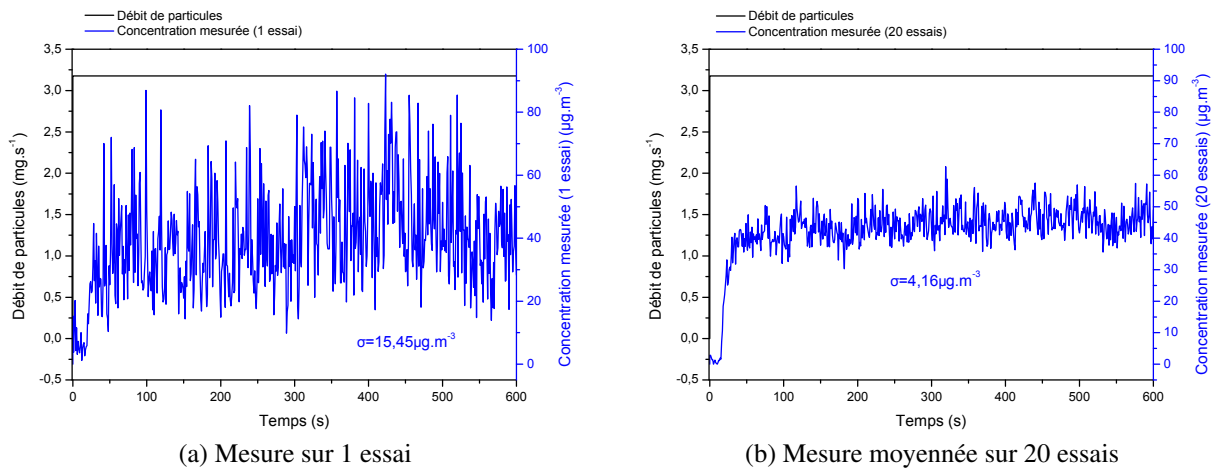 Débit de particules
Concentration mesurée (1 essai)
3,5
3,0
2,5
2,0
1,5
1,0
0,5
0,0
-0,5
Débit de particules (mg.s⁻¹)
100
90
80
70
60
50
40
30
20
10
0
Concentration mesurée (1 essai) (µg.m⁻³)
σ=15,45µg.m⁻³
0 100 200 300 400 500 600
Temps (s)
(a) Mesure sur 1 essai
Débit de particules
Concentration mesurée (20 essais)
3,5
3,0
2,5
2,0
1,5
1,0
0,5
0,0
-0,5
Débit de particules (mg.s⁻¹)
100
90
80
70
60
50
40
30
20
10
0
Concentration mesurée (20 essais) (µg.m⁻³)
σ=4,16µg.m⁻³
0 100 200 300 400 500 600
Temps (s)
(b) Mesure moyennée sur 20 essais